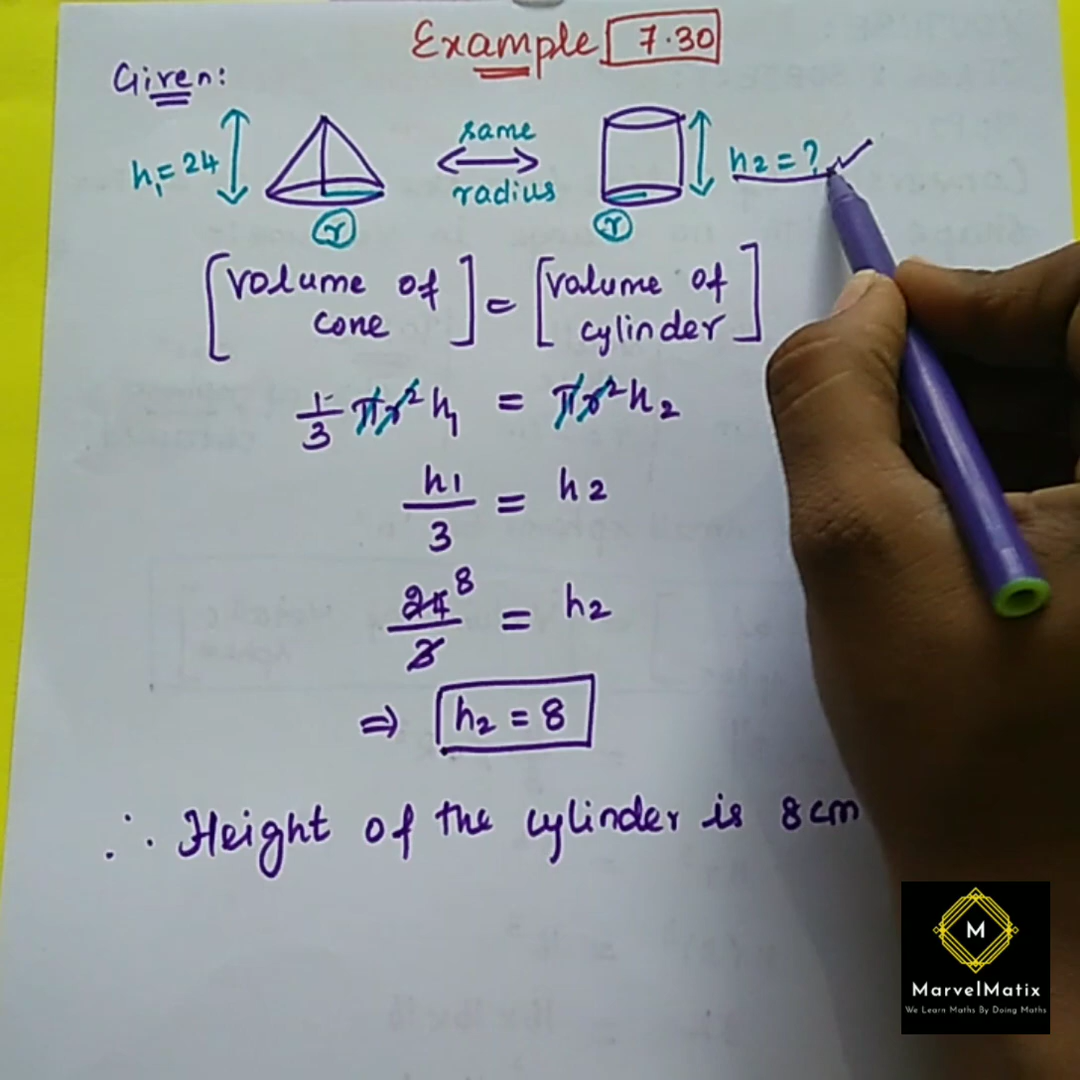 Example 7.30
Given:
h₁ = 24
same
radius
h₂ = ?
r
r
[volume of cone] = [volume of cylinder]
1/3 πr²h₁ = πr²h₂
h₁/3 = h₂
24/3 8 = h₂
⇒ h₂ = 8
∴ Height of the cylinder is 8cm
M
MarvelMatix
We Learn Maths By Doing Maths